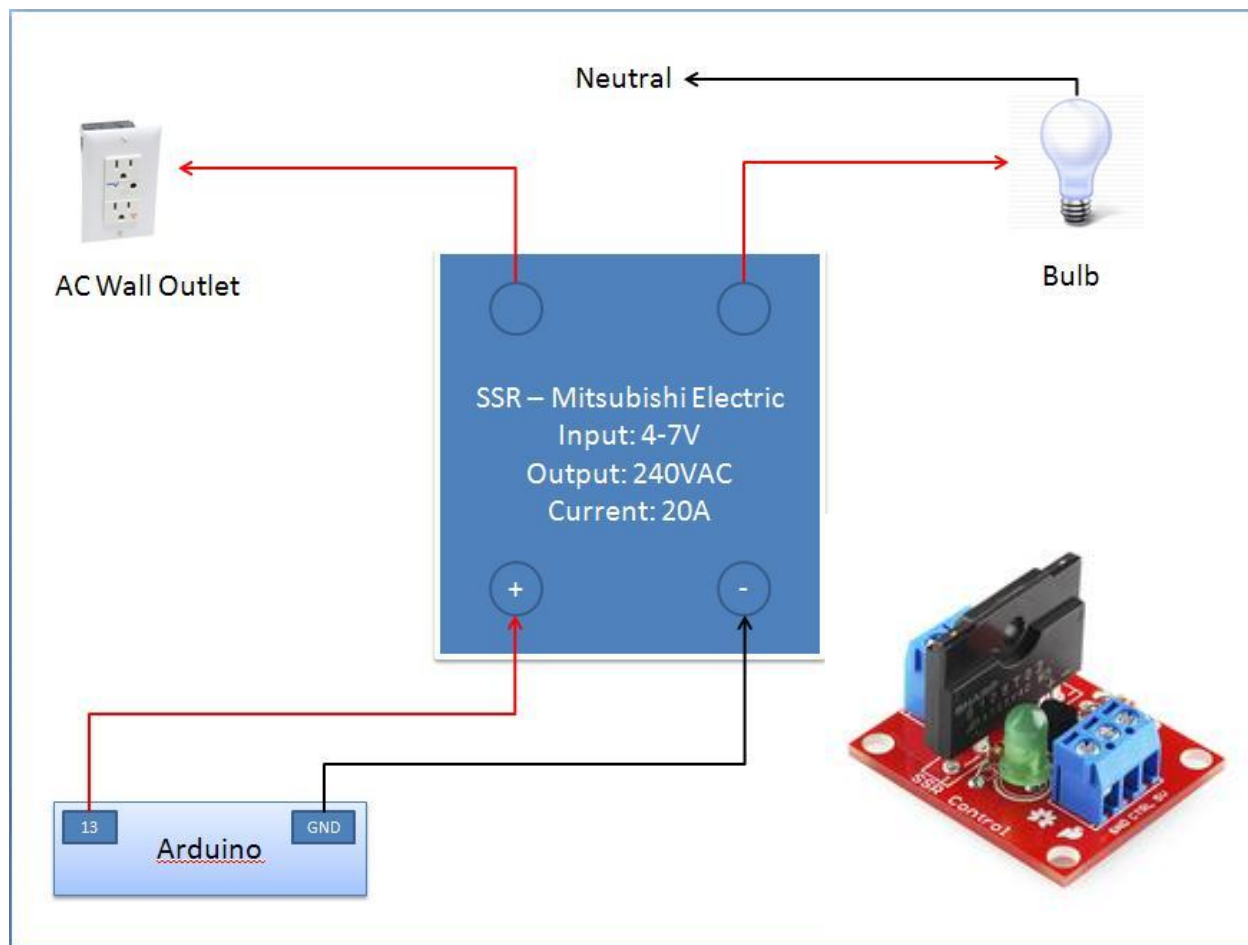 Neutral
AC Wall Outlet
Bulb
SSR – Mitsubishi Electric
Input: 4-7V
Output: 240VAC
Current: 20A
+
-
13
GND
Arduino
SHARP
SSR Control
GND CTRL 5V